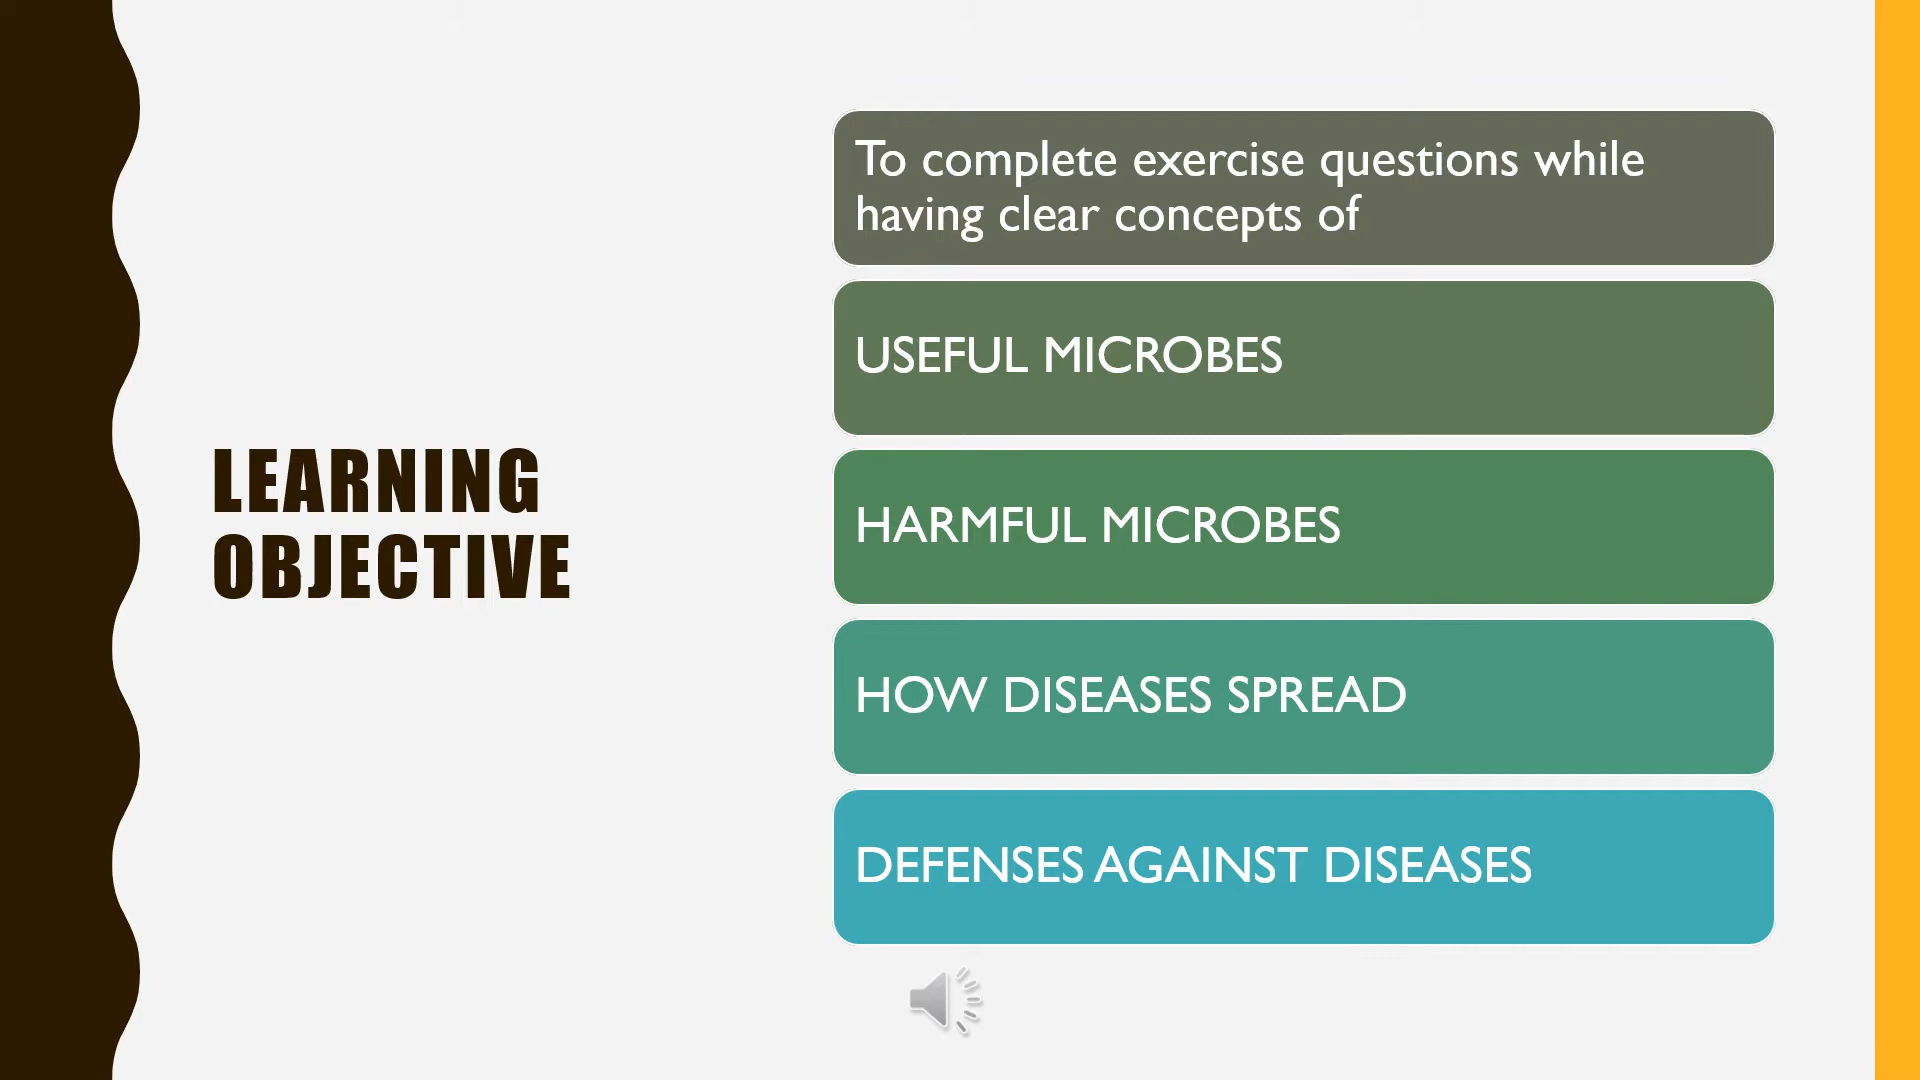 LEARNING
OBJECTIVE
To complete exercise questions while
having clear concepts of
USEFUL MICROBES
HARMFUL MICROBES
HOW DISEASES SPREAD
DEFENSES AGAINST DISEASES